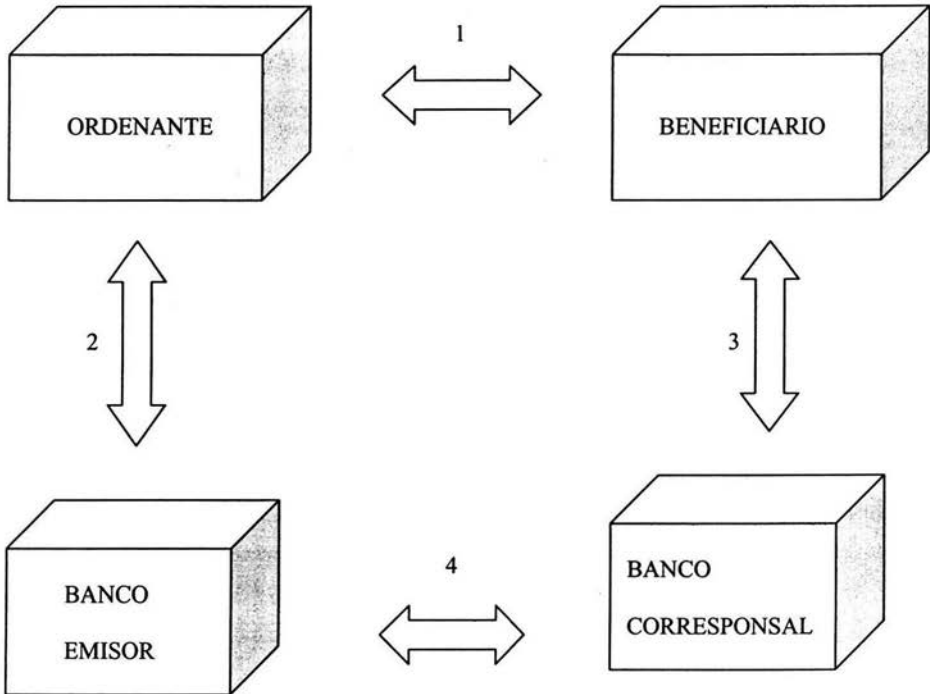 1
ORDENANTE
BENEFICIARIO
2
3
4
BANCO
EMISOR
BANCO
CORRESPONSAL